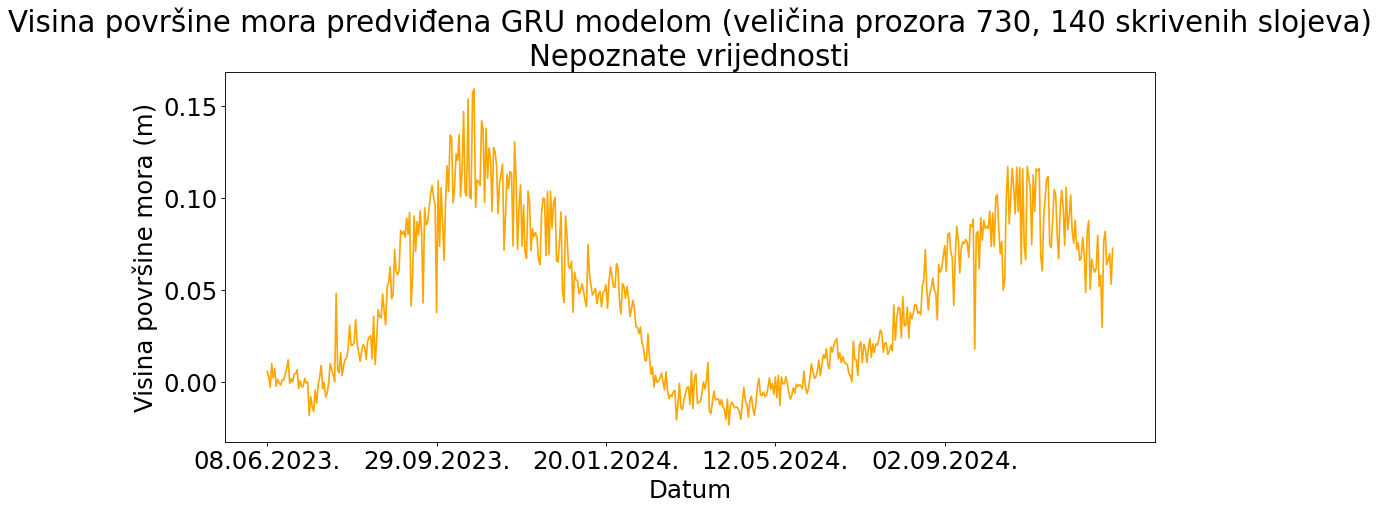 Visina površine mora predviđena GRU modelom (veličina prozora 730, 140 skrivenih slojeva)
Nepoznate vrijednosti
Visina površine mora (m)
0.15
0.10
0.05
0.00
08.06.2023. 29.09.2023. 20.01.2024. 12.05.2024. 02.09.2024.
Datum